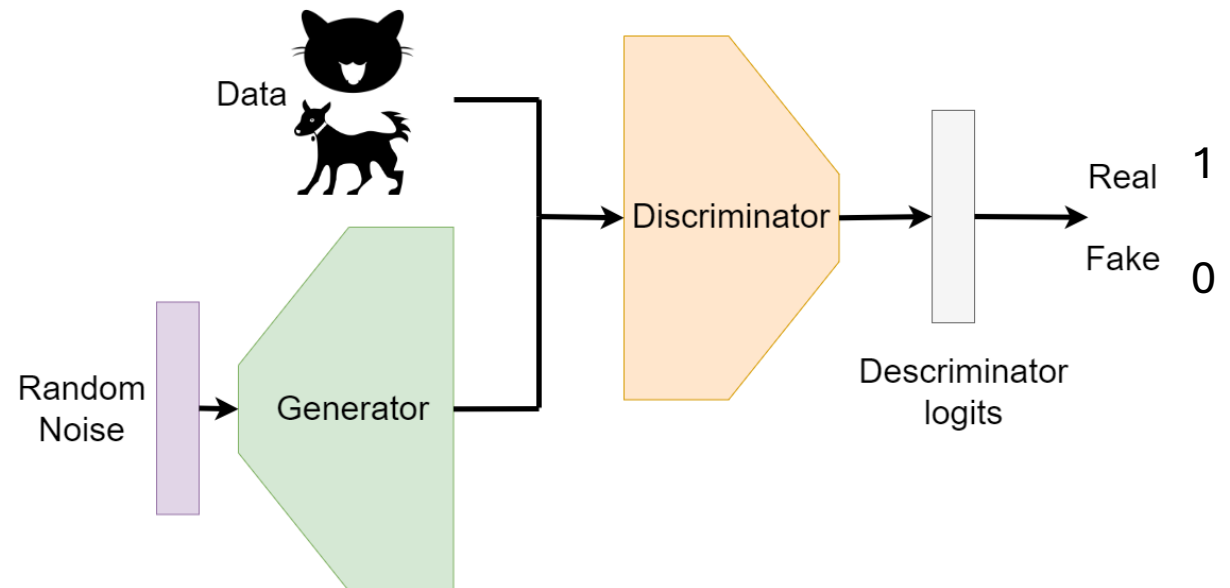 Data
Random
Noise
Generator
Discriminator
Descriminator
logits
Real 1
Fake 0